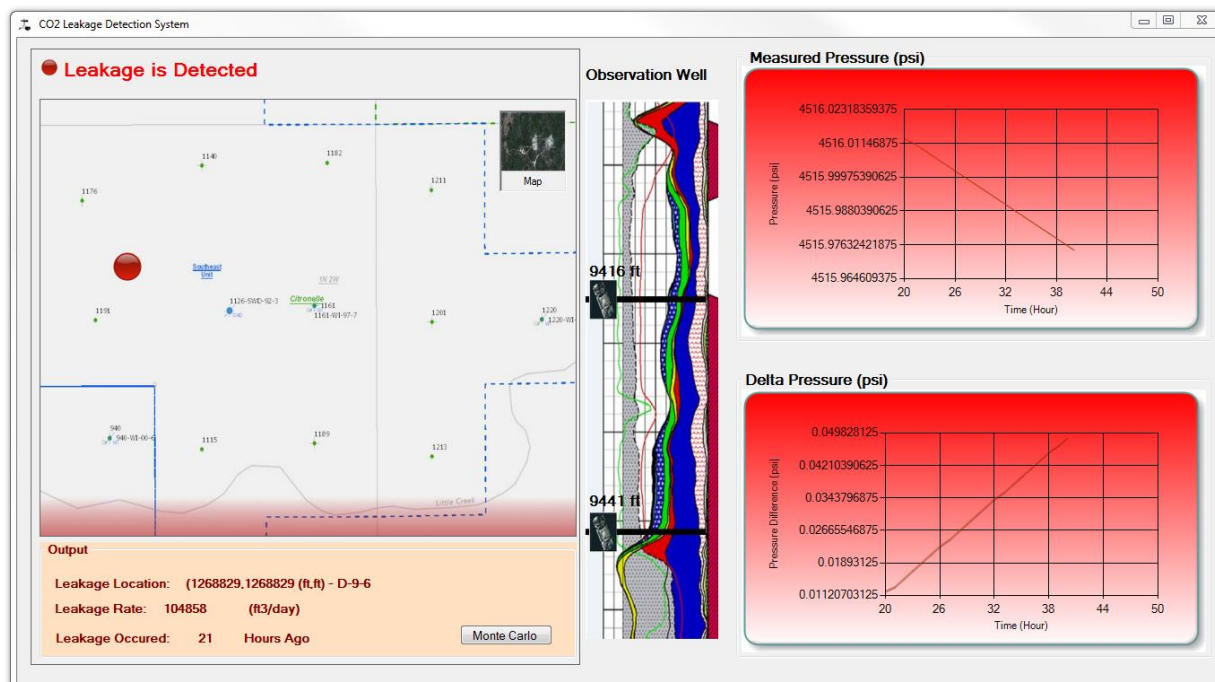 CO2 Leakage Detection System
Leakage is Detected
Map
1140
1182
1211
1176
Southeast
Unit
1N 2W
Citronelle
1126-SWD-92-3
1161
1161-WI-97-7
1191
1201
1220
1220-WI-
940
940-WI-00-6
1115
1189
1213
Little Creek
Output
Leakage Location: (1268829,1268829 (ft,ft) - D-9-6
Leakage Rate: 104858 (ft3/day)
Leakage Occured: 21 Hours Ago
Monte Carlo
Observation Well
9416 ft
9441 ft
Measured Pressure (psi)
Pressure (psi)
4516.02318359375
4516.01146875
4515.99975390625
4515.9880390625
4515.97632421875
4515.964609375
20 26 32 38 44 50
Time (Hour)
Delta Pressure (psi)
Pressure Difference (psi)
0.049828125
0.04210390625
0.0343796875
0.02665546875
0.01893125
0.01120703125
20 26 32 38 44 50
Time (Hour)